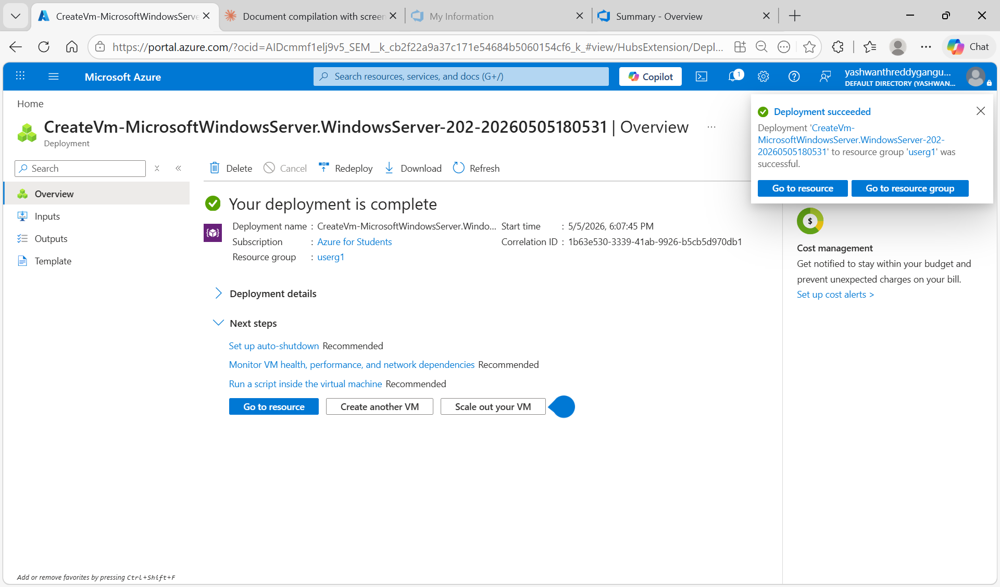 CreateVm-MicrosoftWindowsServe
Document compilation with screen
My Information
Summary - Overview
https://portal.azure.com/?ocid=AIDcmmf1elj9v5_SEM__k_cb2f22a9a37c171e54684b5060154cf6_k_#view/HubsExtension/Depl...
Chat
Microsoft Azure
Search resources, services, and docs (G+/)
Copilot
1
yashwanthreddygangu...
DEFAULT DIRECTORY (YASHWAN...
Home
CreateVm-MicrosoftWindowsServer.WindowsServer-202-20260505180531 | Overview
Deployment
Search
Overview
Inputs
Outputs
Template
Delete
Cancel
Redeploy
Download
Refresh
Your deployment is complete
Deployment name : CreateVm-MicrosoftWindowsServer.Windo...
Subscription : Azure for Students
Resource group : userg1
Start time : 5/5/2026, 6:07:45 PM
Correlation ID : 1b63e530-3339-41ab-9926-b5cb5d970db1
Deployment details
Next steps
Set up auto-shutdown Recommended
Monitor VM health, performance, and network dependencies Recommended
Run a script inside the virtual machine Recommended
Go to resource
Create another VM
Scale out your VM
Deployment succeeded
Deployment 'CreateVm-
MicrosoftWindowsServer.WindowsServer-202-
20260505180531' to resource group 'userg1' was
successful.
Go to resource
Go to resource group
$
Cost management
Get notified to stay within your budget and
prevent unexpected charges on your bill.
Set up cost alerts >
Add or remove favorites by pressing Ctrl+Shift+F